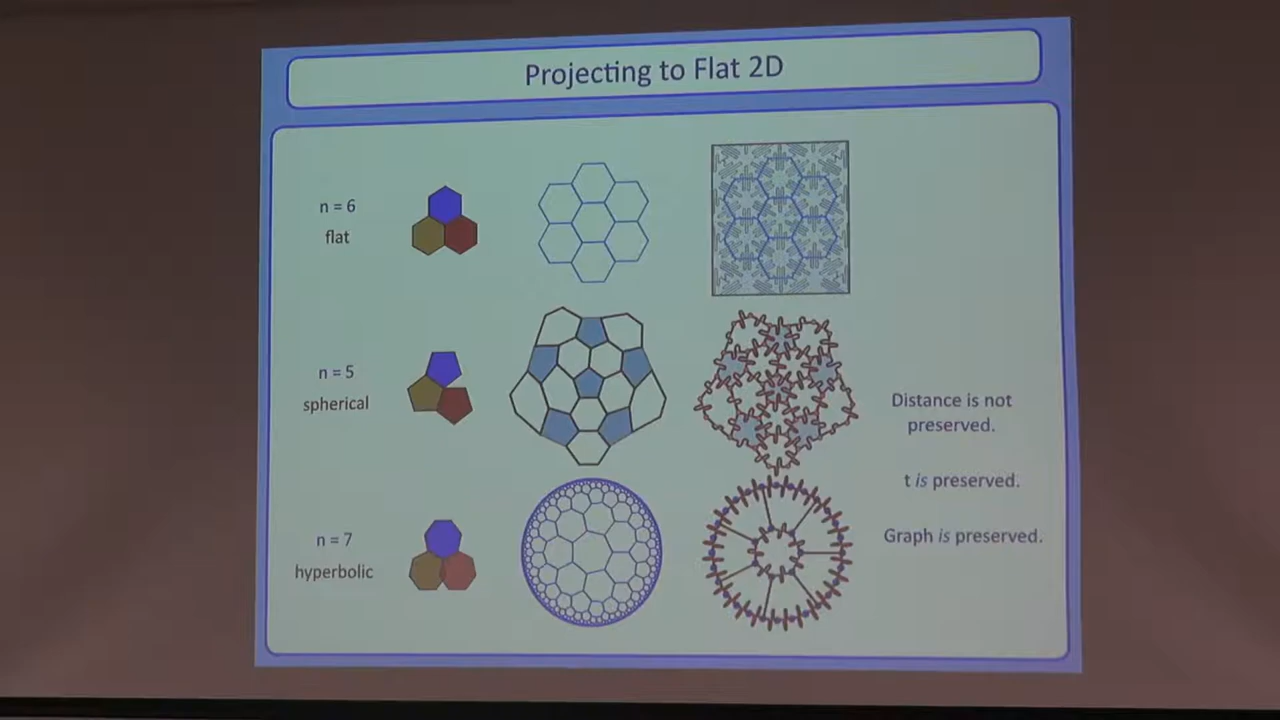 Projecting to Flat 2D
n = 6
flat
n = 5
spherical
n = 7
hyperbolic
Distance is not
preserved.
t is preserved.
Graph is preserved.